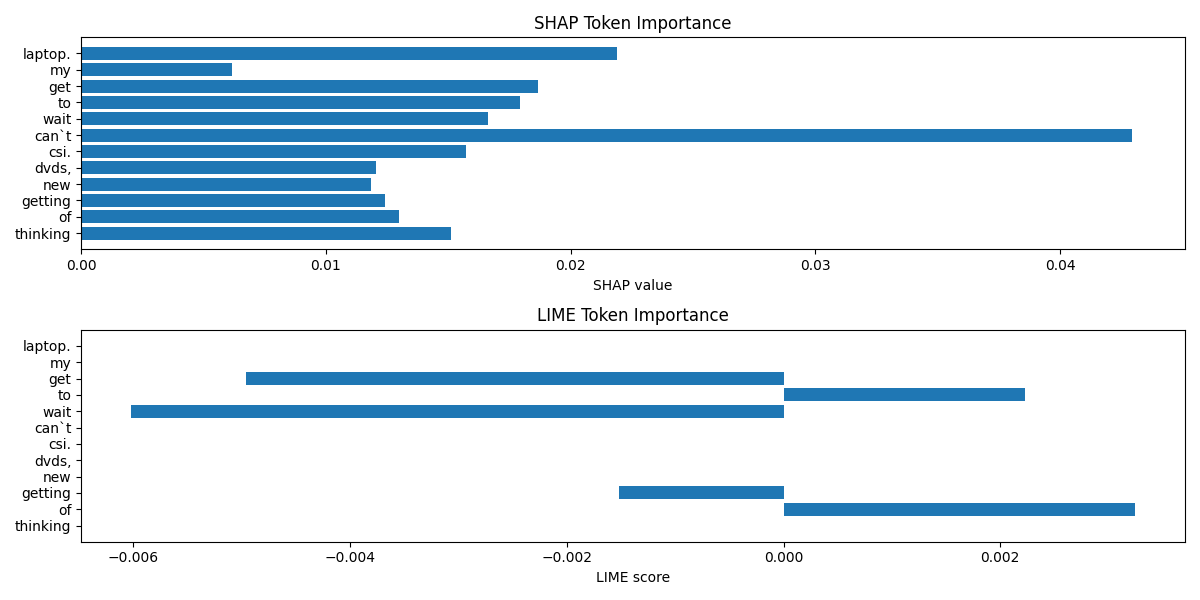 SHAP Token Importance
laptop.
my
get
to
wait
can`t
csi.
dvds,
new
getting
of
thinking
0.00 0.01 0.02 0.03 0.04
SHAP value
LIME Token Importance
laptop.
my
get
to
wait
can`t
csi.
dvds,
new
getting
of
thinking
−0.006 −0.004 −0.002 0.000 0.002
LIME score